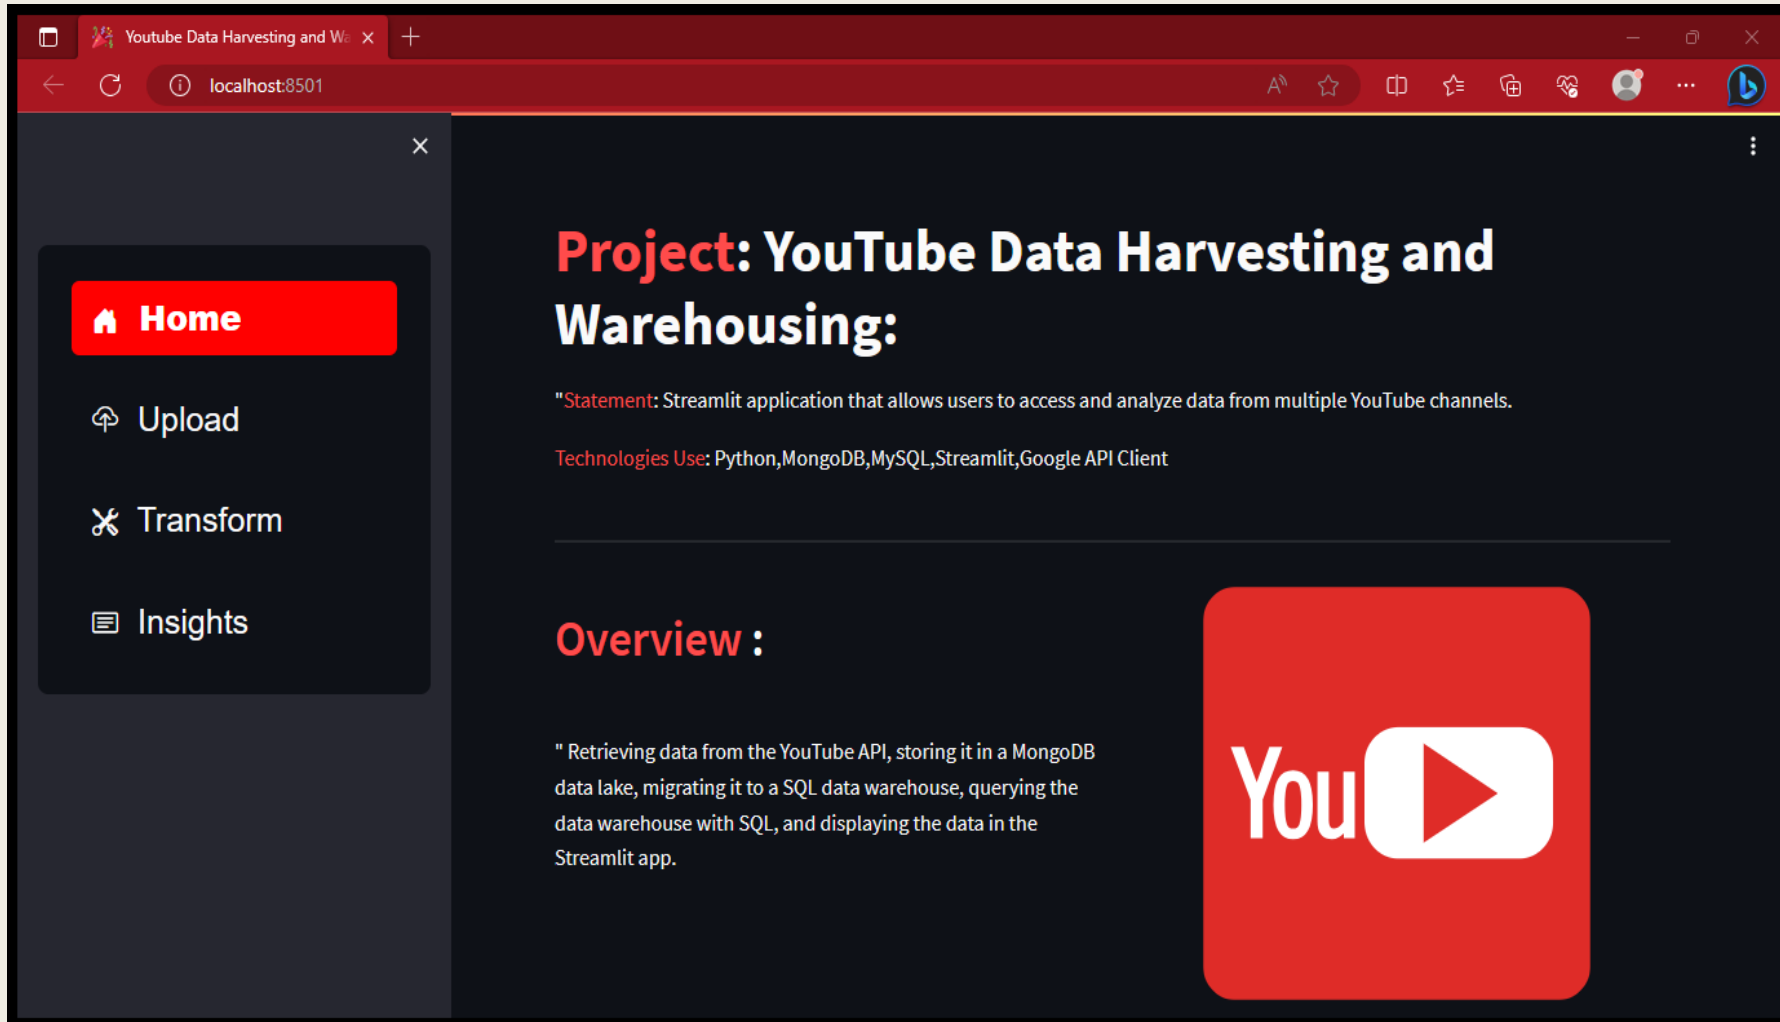 Youtube Data Harvesting and Wa
localhost:8501
Home
Upload
Transform
Insights
Project: YouTube Data Harvesting and
Warehousing:
"Statement: Streamlit application that allows users to access and analyze data from multiple YouTube channels.
Technologies Use: Python,MongoDB,MySQL,Streamlit,Google API Client
Overview :
" Retrieving data from the YouTube API, storing it in a MongoDB
data lake, migrating it to a SQL data warehouse, querying the
data warehouse with SQL, and displaying the data in the
Streamlit app.
You